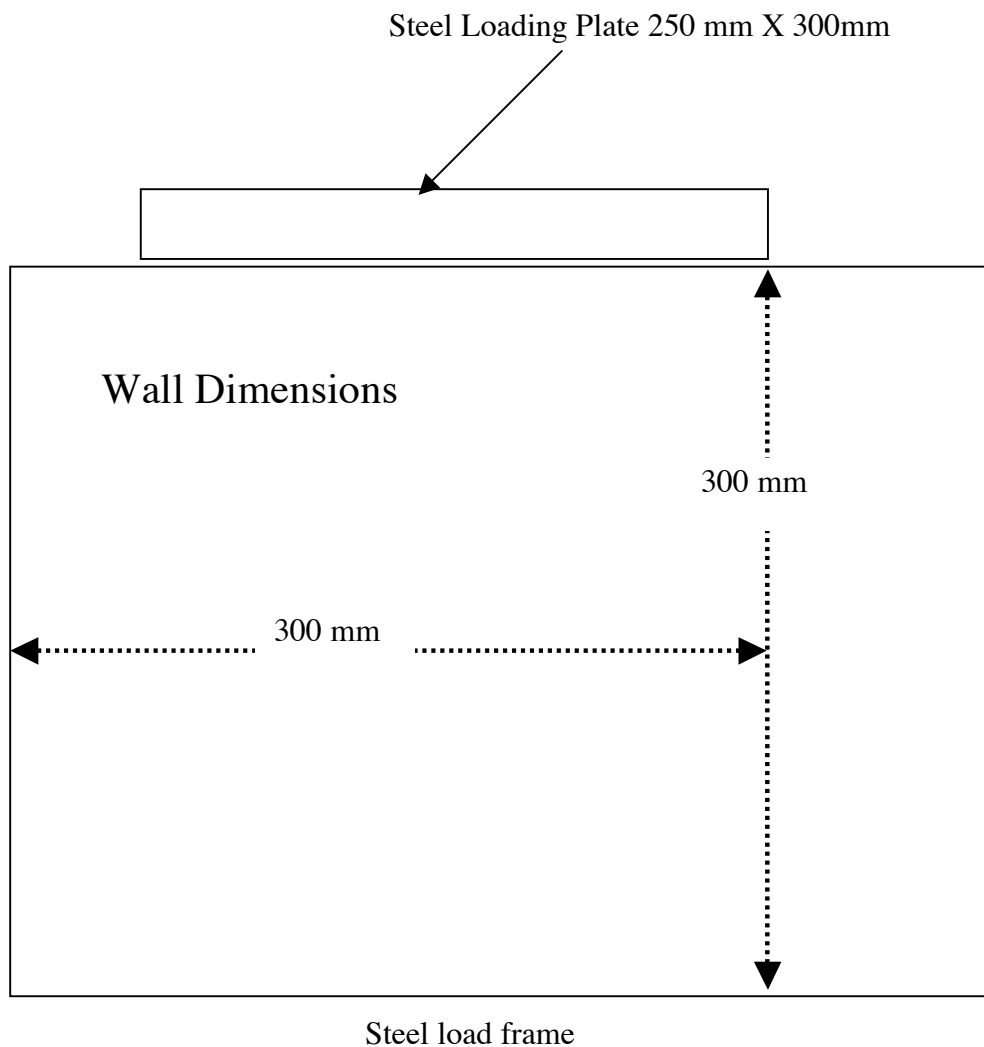 Steel Loading Plate 250 mm X 300mm
Wall Dimensions
300 mm
300 mm
Steel load frame